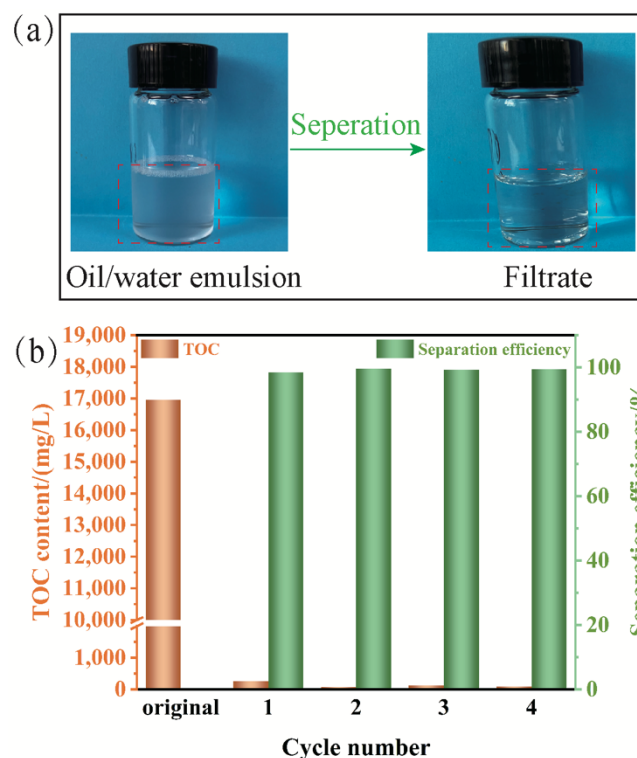 (a)
Seperation
Oil/water emulsion
Filtrate
(b)
TOC
Separation efficiency
TOC content/(mg/L)
19,000
18,000
17,000
16,000
15,000
14,000
13,000
12,000
11,000
10,000
1,000
0
100
80
60
40
20
0
Separation efficiency/%
original 1 2 3 4
Cycle number